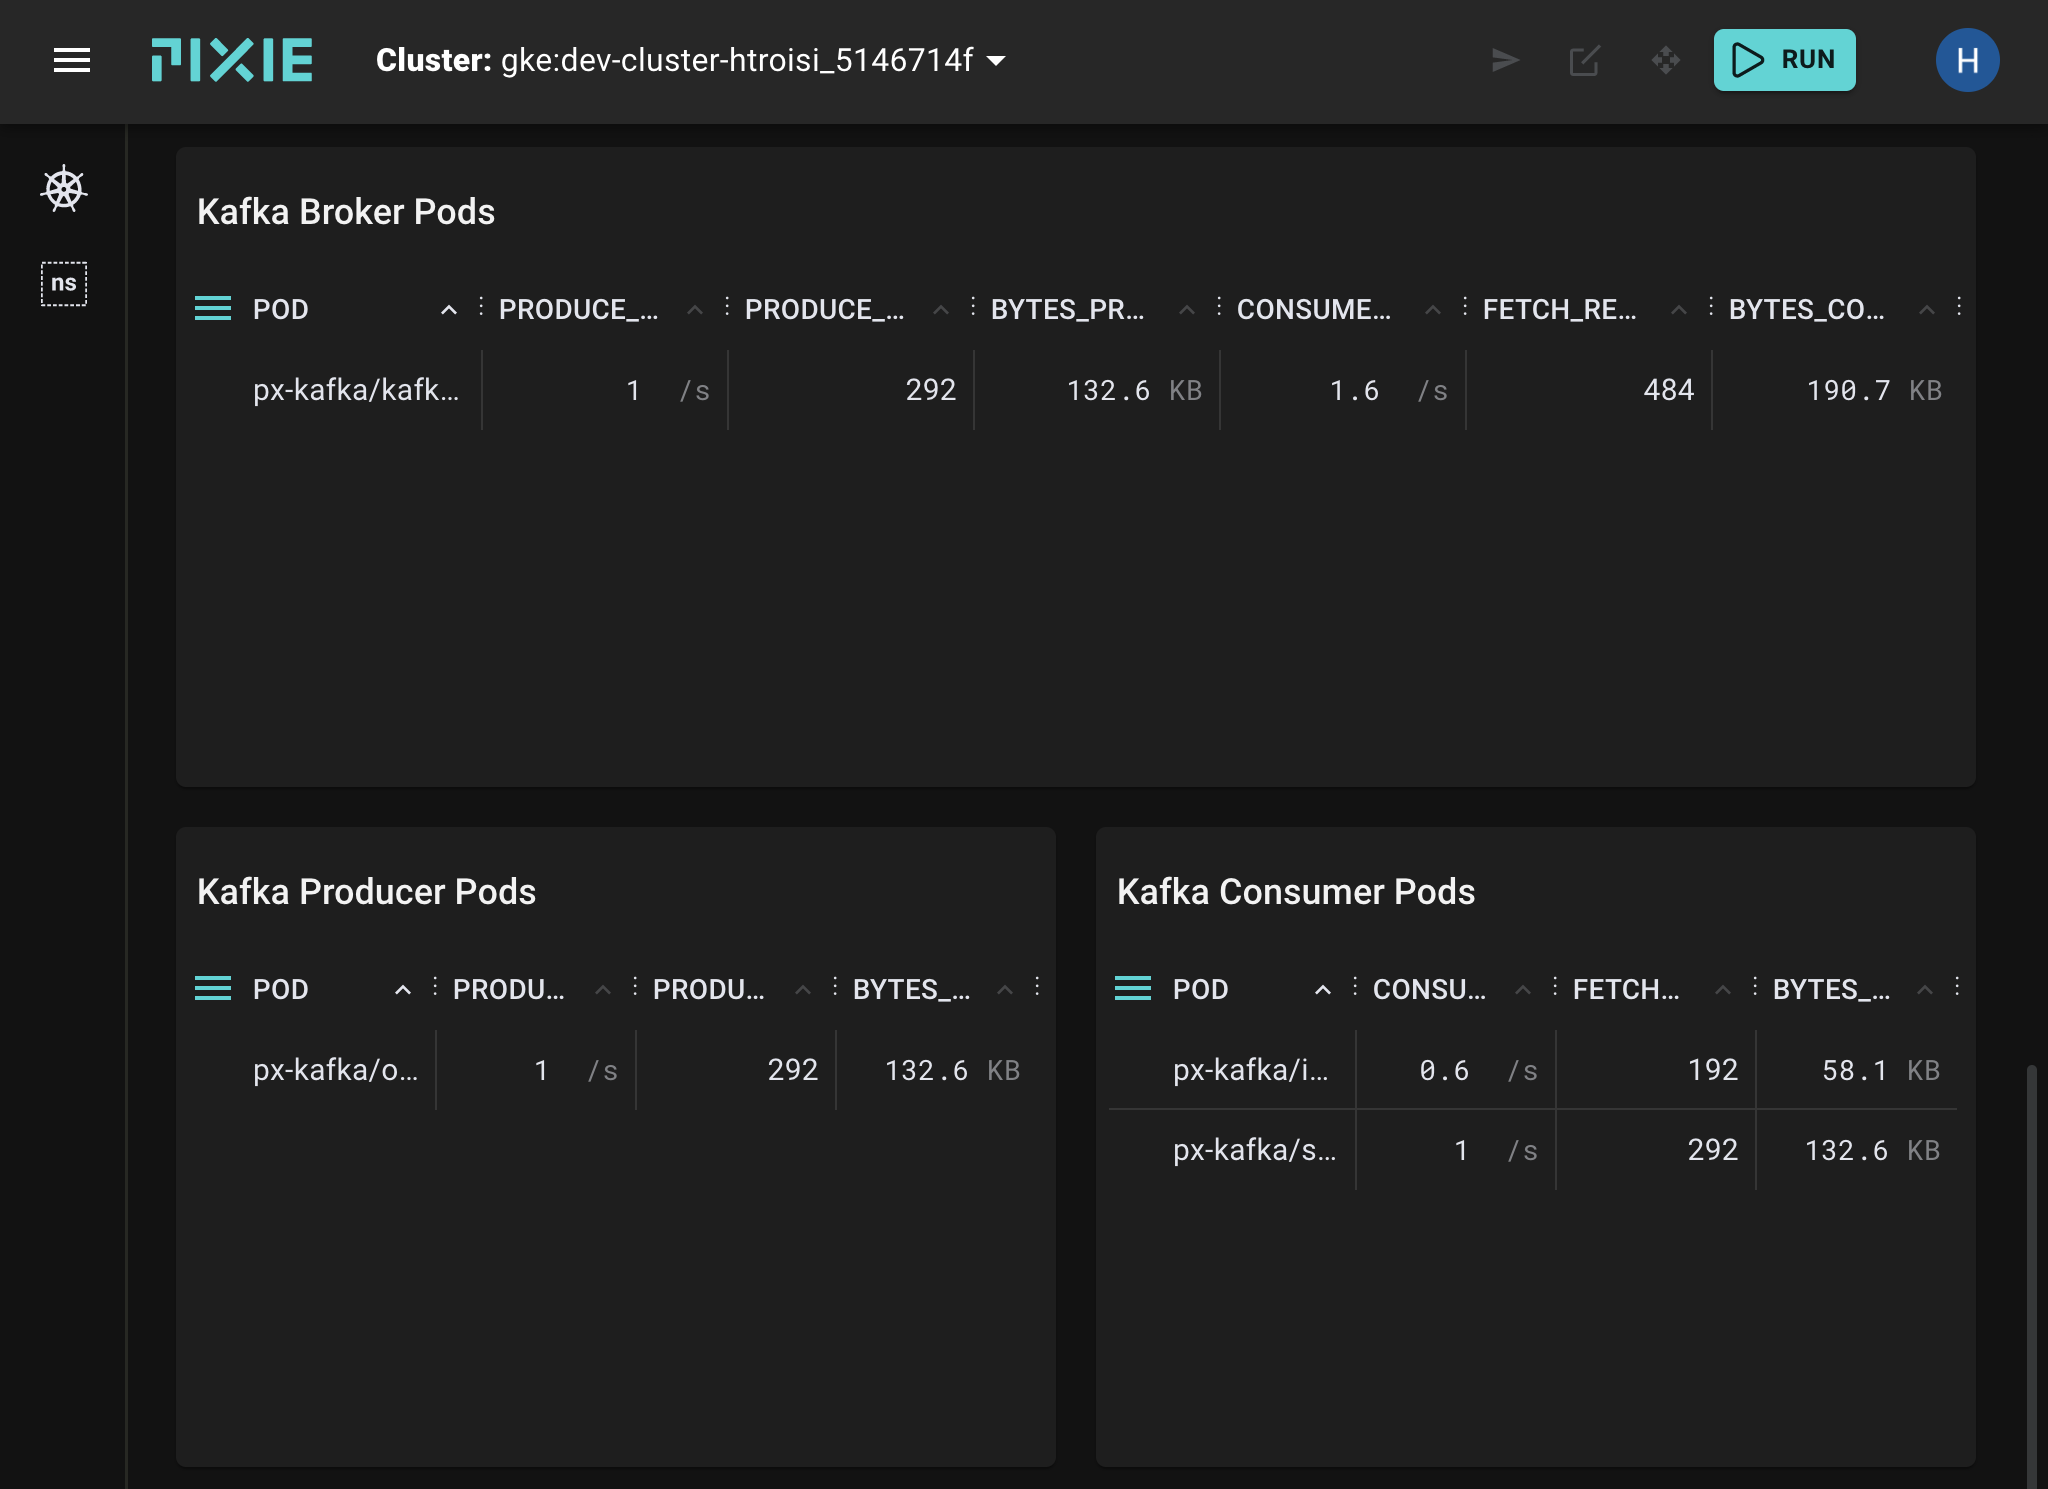 PIXIE Cluster: gke:dev-cluster-htroisi_5146714f RUN H
ns
Kafka Broker Pods
POD PRODUCE_... PRODUCE_... BYTES_PR... CONSUME... FETCH_RE... BYTES_CO...
px-kafka/kafk... 1 /s 292 132.6 KB 1.6 /s 484 190.7 KB
Kafka Producer Pods
POD PRODU... PRODU... BYTES_...
px-kafka/o... 1 /s 292 132.6 KB
Kafka Consumer Pods
POD CONSU... FETCH... BYTES_...
px-kafka/i... 0.6 /s 192 58.1 KB
px-kafka/s... 1 /s 292 132.6 KB